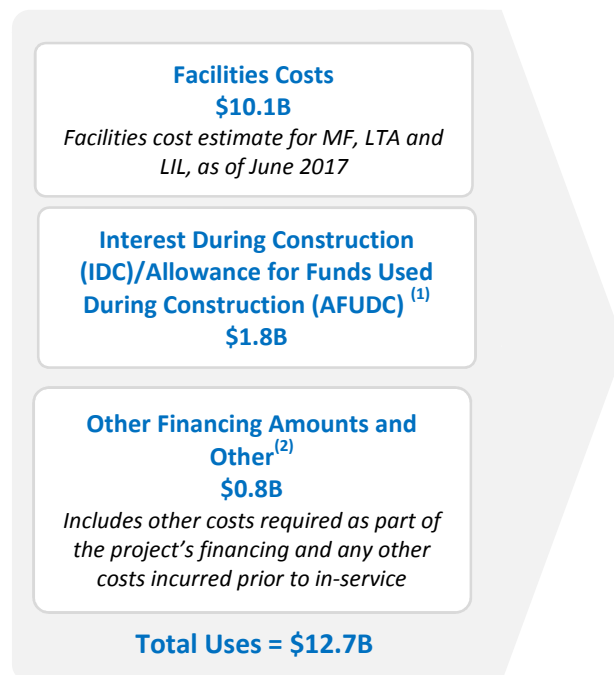 Facilities Costs
$10.1B
Facilities cost estimate for MF, LTA and
LIL, as of June 2017
Interest During Construction
(IDC)/Allowance for Funds Used
During Construction (AFUDC) (1)
$1.8B
Other Financing Amounts and
Other(2)
$0.8B
Includes other costs required as part of
the project's financing and any other
costs incurred prior to in-service
Total Uses = $12.7B